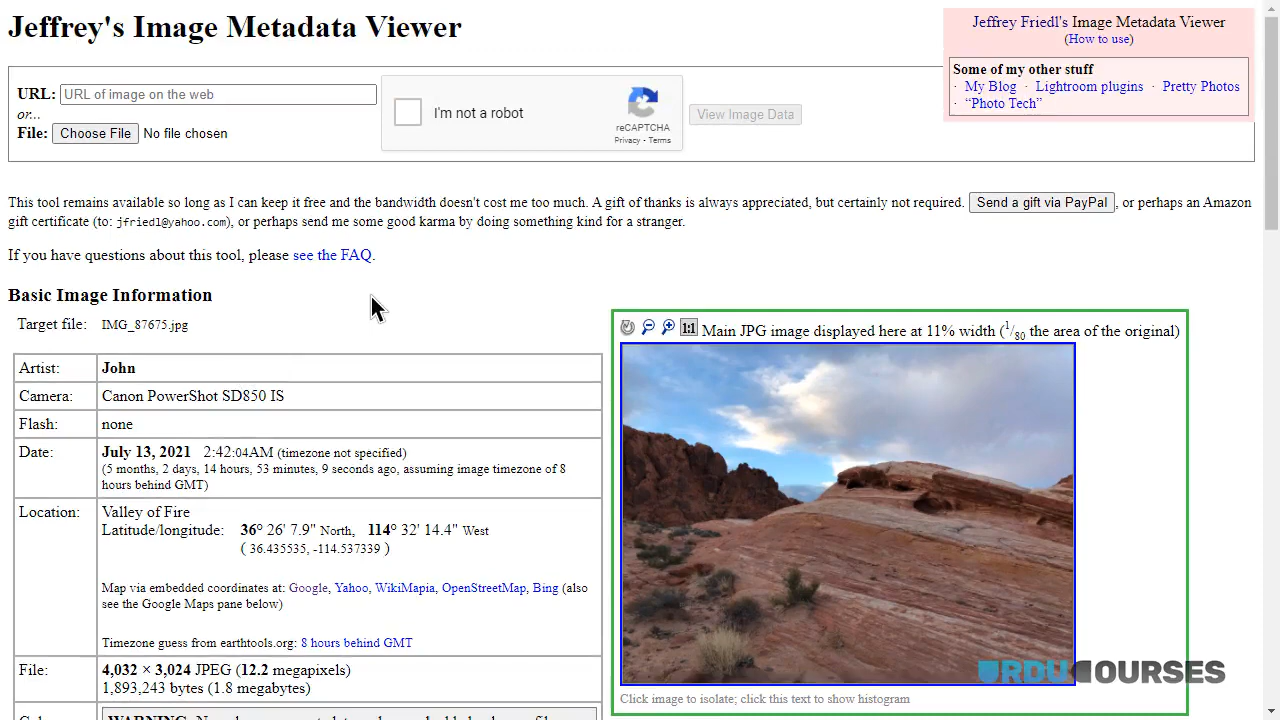 Jeffrey's Image Metadata Viewer
Jeffrey Friedl's Image Metadata Viewer
(How to use)
Some of my other stuff
· My Blog · Lightroom plugins · Pretty Photos
· “Photo Tech”
URL: URL of image on the web
or...
File: Choose File No file chosen
I'm not a robot
reCAPTCHA
Privacy - Terms
View Image Data
This tool remains available so long as I can keep it free and the bandwidth doesn't cost me too much. A gift of thanks is always appreciated, but certainly not required. Send a gift via PayPal , or perhaps an Amazon
gift certificate (to: jfriedl@yahoo.com), or perhaps send me some good karma by doing something kind for a stranger.
If you have questions about this tool, please see the FAQ.
Basic Image Information
Target file: IMG_87675.jpg
Artist: John
Camera: Canon PowerShot SD850 IS
Flash: none
Date: July 13, 2021 2:42:04AM (timezone not specified)
(5 months, 2 days, 14 hours, 53 minutes, 9 seconds ago, assuming image timezone of 8
hours behind GMT)
Location: Valley of Fire
Latitude/longitude: 36° 26' 7.9" North, 114° 32' 14.4" West
( 36.435535, -114.537339 )
Map via embedded coordinates at: Google, Yahoo, WikiMapia, OpenStreetMap, Bing (also
see the Google Maps pane below)
Timezone guess from earthtools.org: 8 hours behind GMT
File: 4,032 × 3,024 JPEG (12.2 megapixels)
1,893,243 bytes (1.8 megabytes)
1:1 Main JPG image displayed here at 11% width (1/80 the area of the original)
Click image to isolate; click this text to show histogram
URDU COURSES